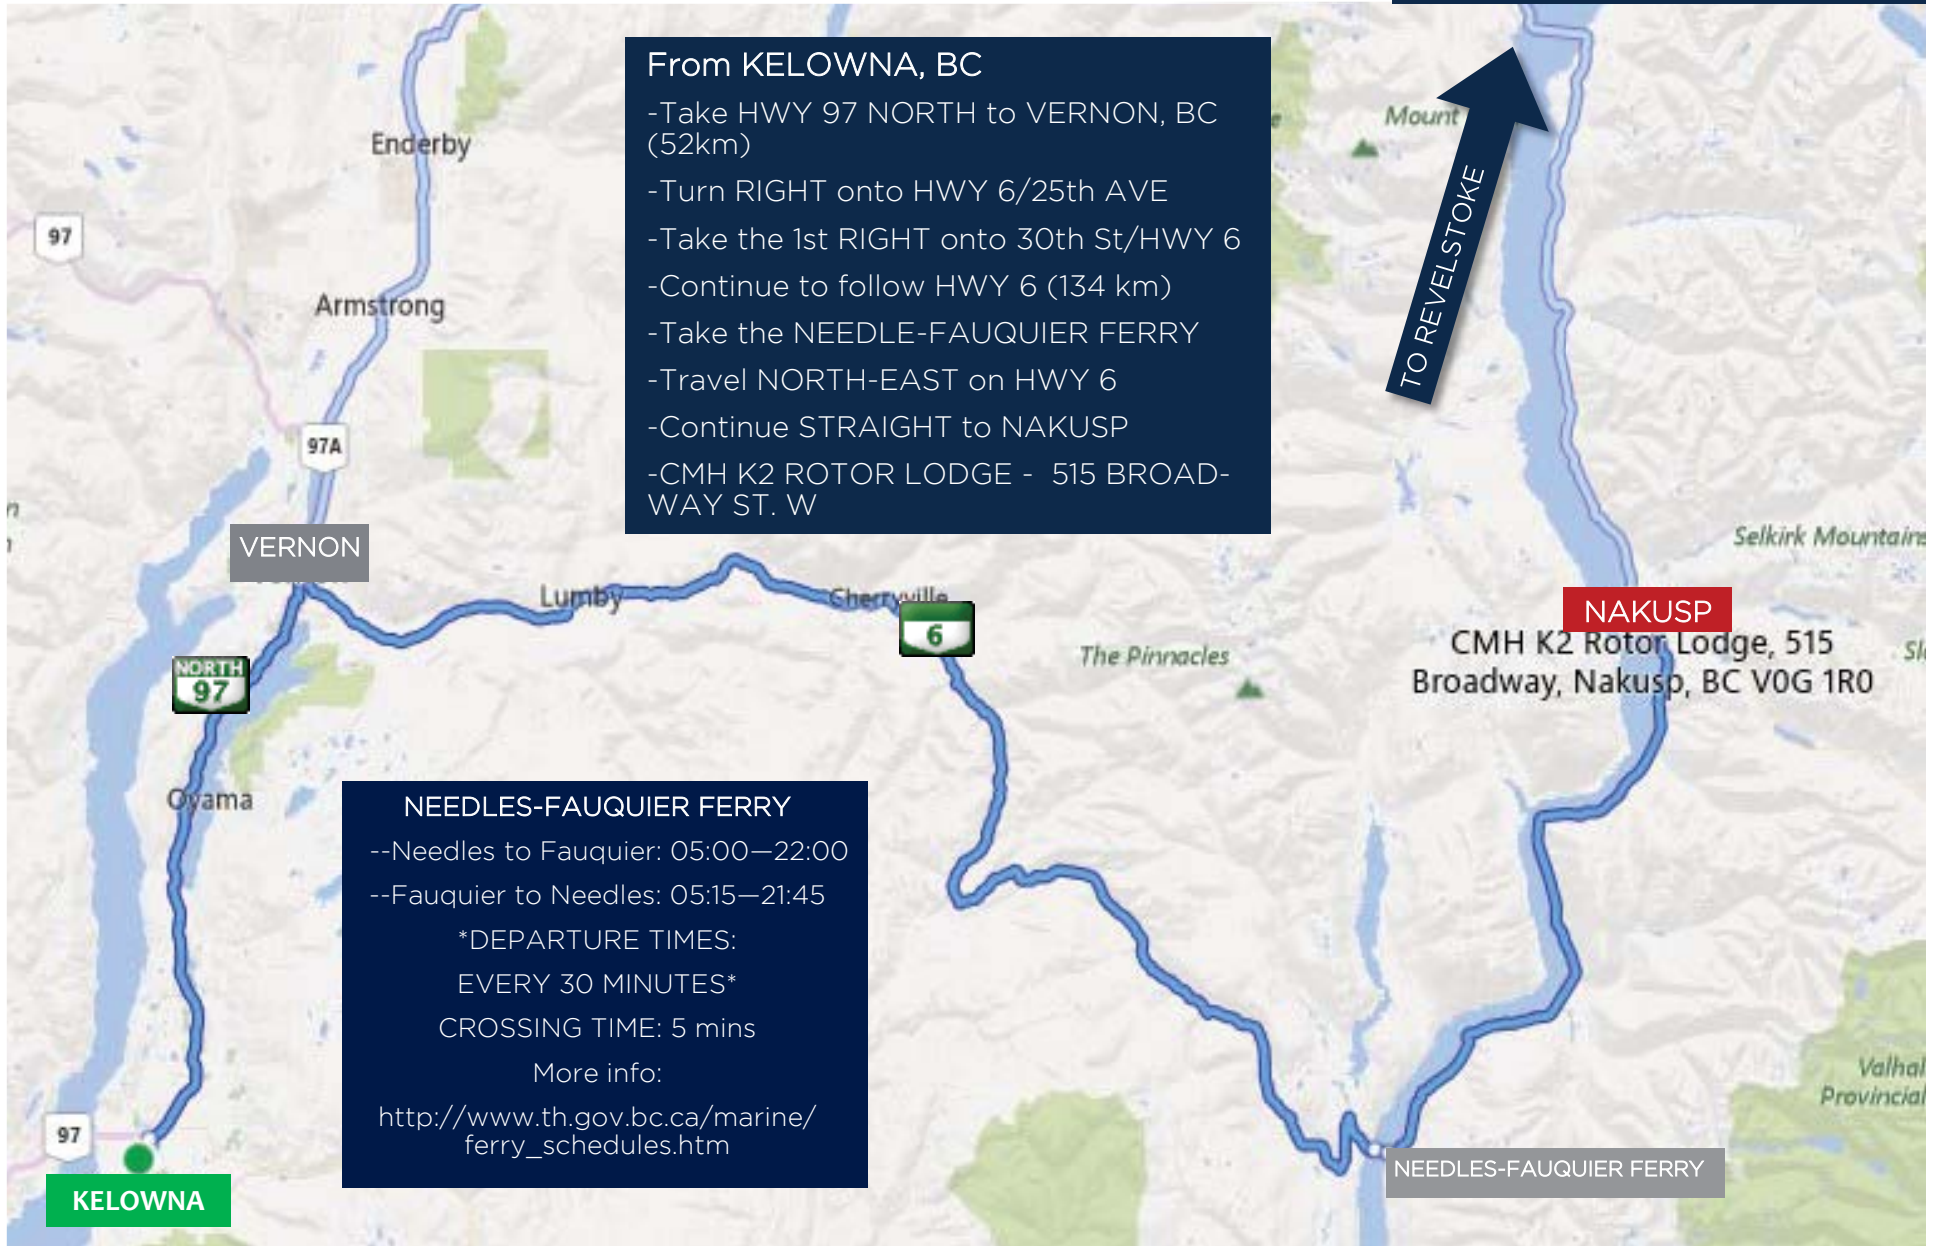 From KELOWNA, BC
-Take HWY 97 NORTH to VERNON, BC
(52km)
-Turn RIGHT onto HWY 6/25th AVE
-Take the 1st RIGHT onto 30th St/HWY 6
-Continue to follow HWY 6 (134 km)
-Take the NEEDLE-FAUQUIER FERRY
-Travel NORTH-EAST on HWY 6
-Continue STRAIGHT to NAKUSP
-CMH K2 ROTOR LODGE - 515 BROAD-
WAY ST. W
Enderby
Mount
97
TO REVELSTOKE
Armstrong
97A
VERNON
Selkirk Mountains
Lumby
Cherryville
6
NAKUSP
CMH K2 Rotor Lodge, 515
Broadway, Nakusp, BC V0G 1R0
The Pinnacles
NORTH
97
Oyama
NEEDLES-FAUQUIER FERRY
--Needles to Fauquier: 05:00—22:00
--Fauquier to Needles: 05:15—21:45
*DEPARTURE TIMES:
EVERY 30 MINUTES*
CROSSING TIME: 5 mins
More info:
http://www.th.gov.bc.ca/marine/
ferry_schedules.htm
Valhal
Provincial
97
KELOWNA
NEEDLES-FAUQUIER FERRY